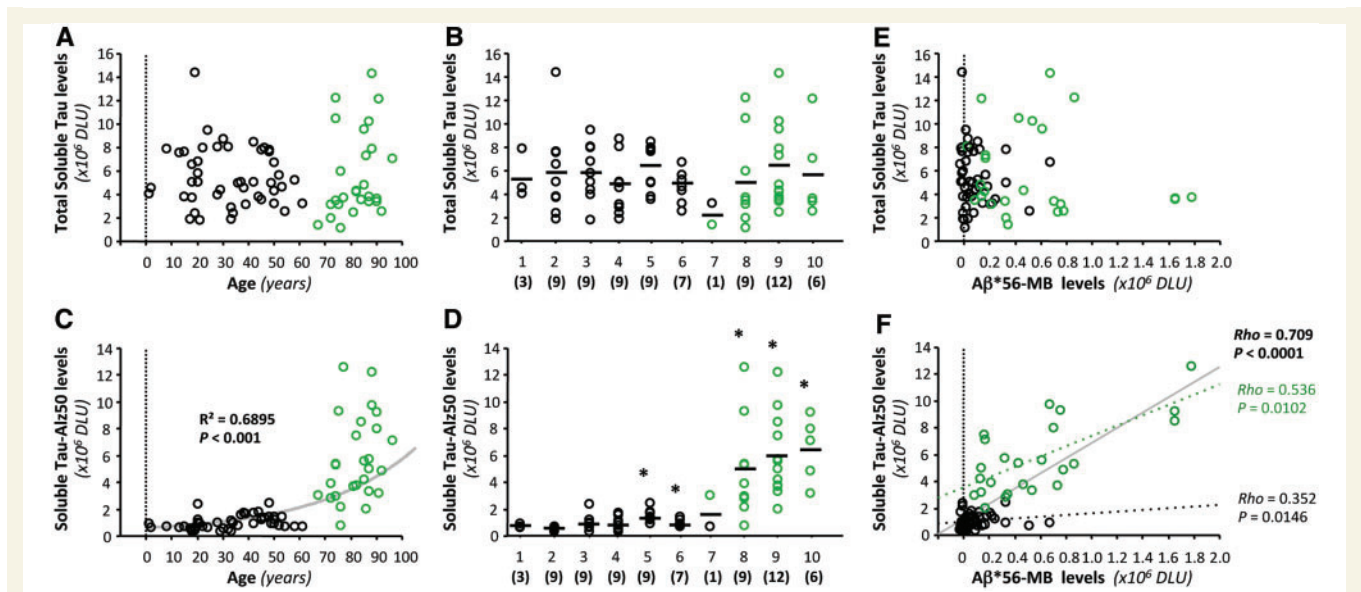 A
Total Soluble Tau levels
(x10⁶ DLU)
16
14
12
10
8
6
4
2
0
0 10 20 30 40 50 60 70 80 90 100
Age (years)
B
Total Soluble Tau levels
(x10⁶ DLU)
16
14
12
10
8
6
4
2
0
1 2 3 4 5 6 7 8 9 10
(3) (9) (9) (9) (9) (7) (1) (9) (12) (6)
E
Total Soluble Tau levels
(x10⁶ DLU)
16
14
12
10
8
6
4
2
0
0 0.2 0.4 0.6 0.8 1.0 1.2 1.4 1.6 1.8 2.0
Aβ*56-MB levels (x10⁶ DLU)
C
Soluble Tau-Alz50 levels
(x10⁶ DLU)
14
12
10
8
6
4
2
0
R² = 0.6895
P < 0.001
0 10 20 30 40 50 60 70 80 90 100
Age (years)
D
Soluble Tau-Alz50 levels
(x10⁶ DLU)
14
12
10
8
6
4
2
0
* * * * *
1 2 3 4 5 6 7 8 9 10
(3) (9) (9) (9) (9) (7) (1) (9) (12) (6)
F
Soluble Tau-Alz50 levels
(x10⁶ DLU)
14
12
10
8
6
4
2
0
Rho = 0.709
P < 0.0001
Rho = 0.536
P = 0.0102
Rho = 0.352
P = 0.0146
0 0.2 0.4 0.6 0.8 1.0 1.2 1.4 1.6 1.8 2.0
Aβ*56-MB levels (x10⁶ DLU)